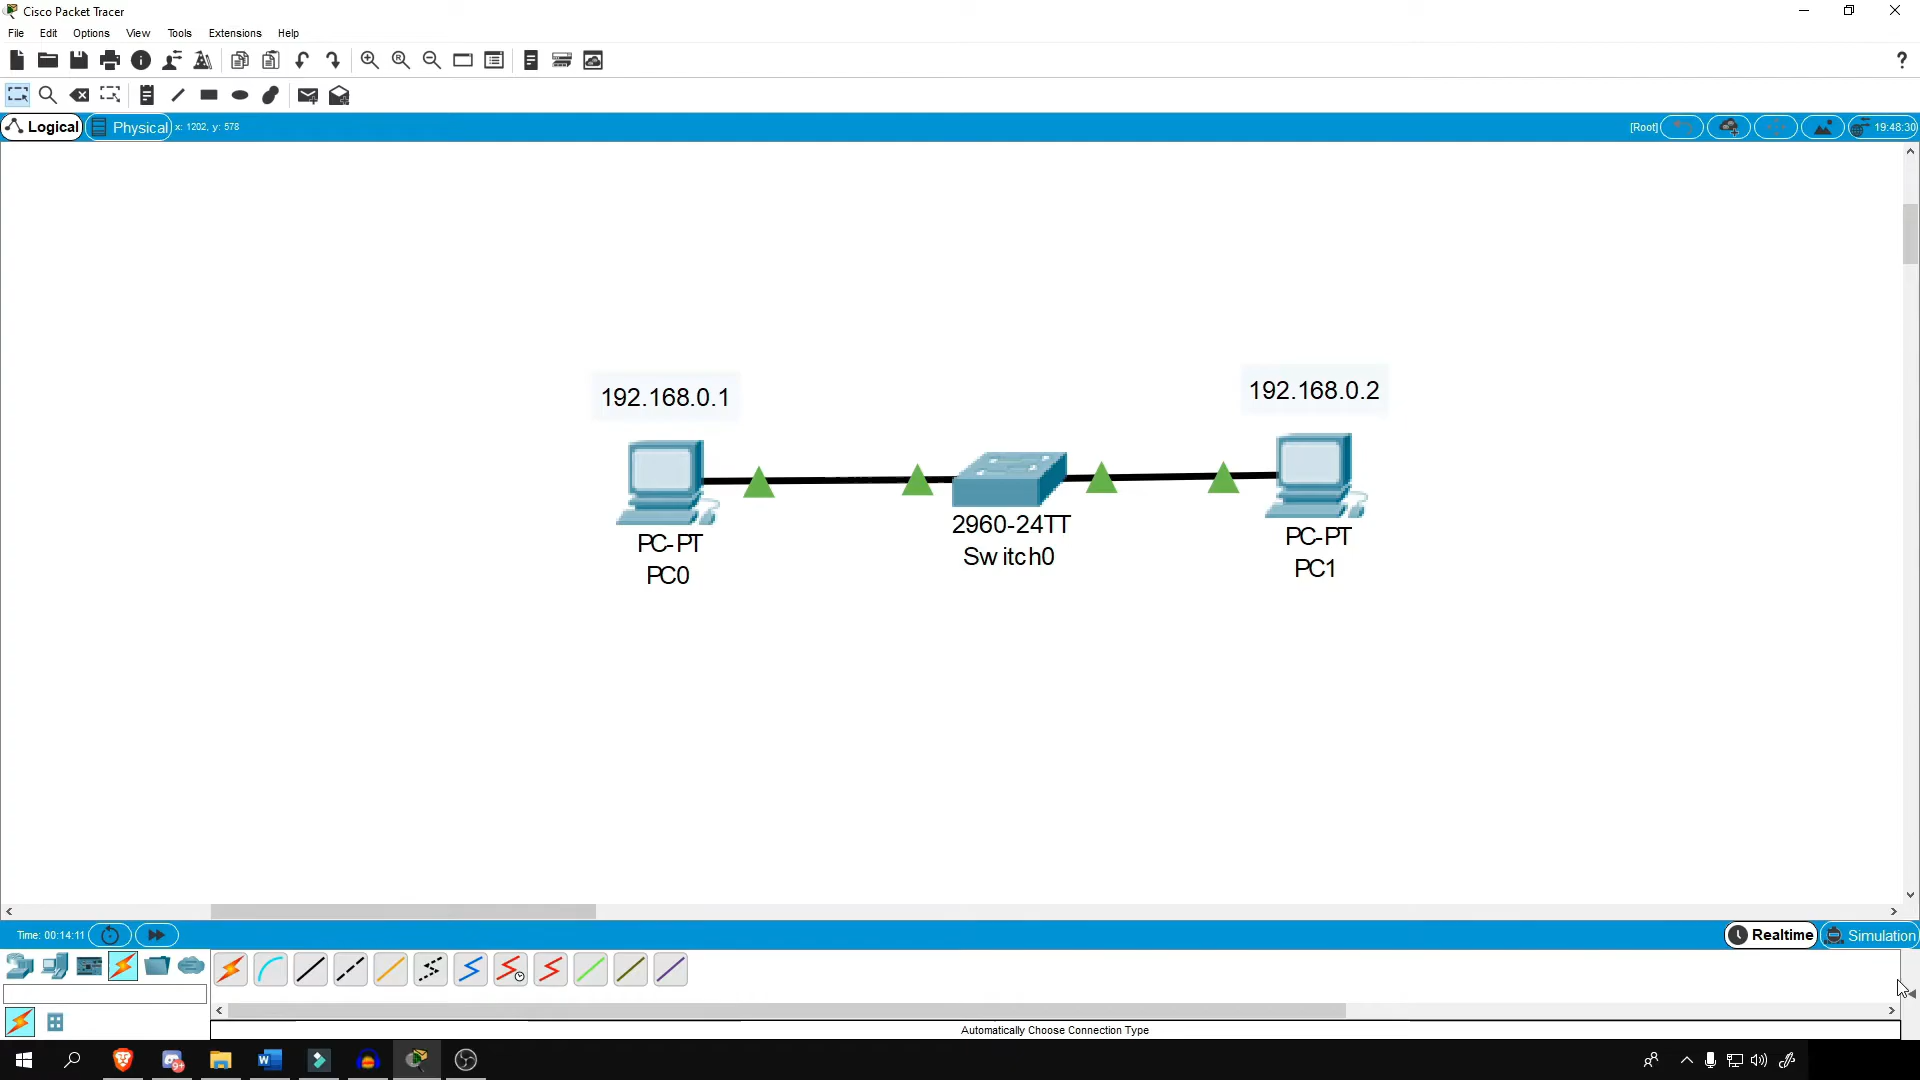 Cisco Packet Tracer
File Edit Options View Tools Extensions Help
Logical Physical x: 1202, y: 578 [Root] 19:48:30
192.168.0.1
192.168.0.2
PC-PT
PC0
2960-24TT
Switch0
PC-PT
PC1
Time: 00:14:11 Realtime Simulation
Automatically Choose Connection Type